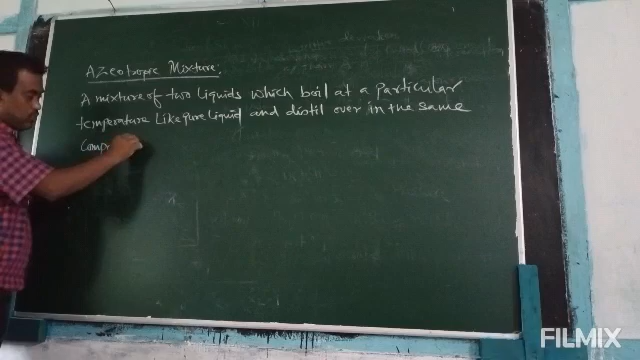 Azeotropic Mixture:
A mixture of two liquids which boil at a particular
temperature like pure liquid and distil over in the same
Comp
FILMIX